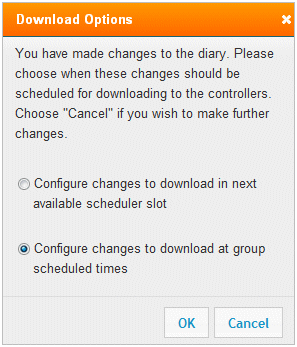 Download Options
You have made changes to the diary. Please
choose when these changes should be
scheduled for downloading to the controllers.
Choose "Cancel" if you wish to make further
changes.
Configure changes to download in next
available scheduler slot
Configure changes to download at group
scheduled times
OK Cancel